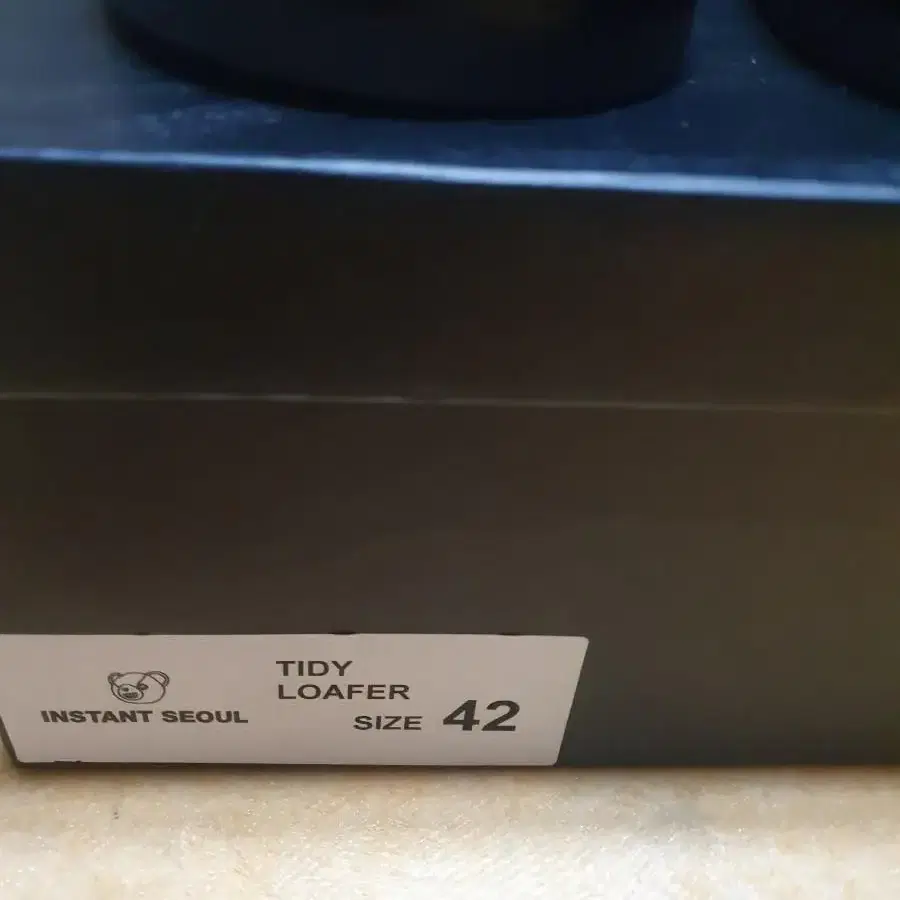 TIDY
LOAFER
INSTANT SEOUL
SIZE 42